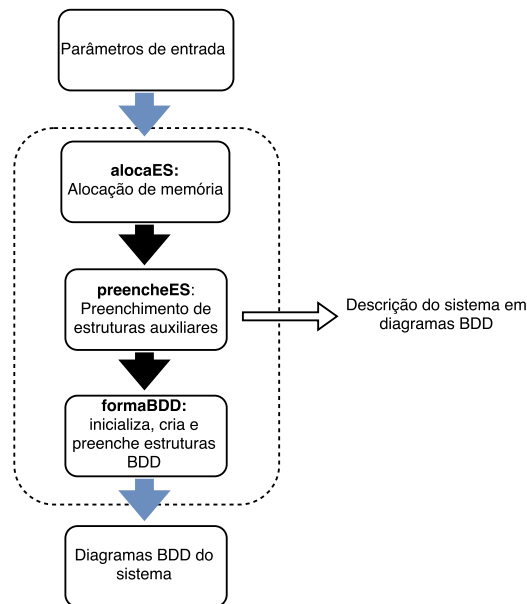 Parâmetros de entrada
alocaES:
Alocação de memória
preencheES:
Preenchimento de
estruturas auxiliares
Descrição do sistema em
diagramas BDD
formaBDD:
inicializa, cria e
preenche estruturas
BDD
Diagramas BDD do
sistema